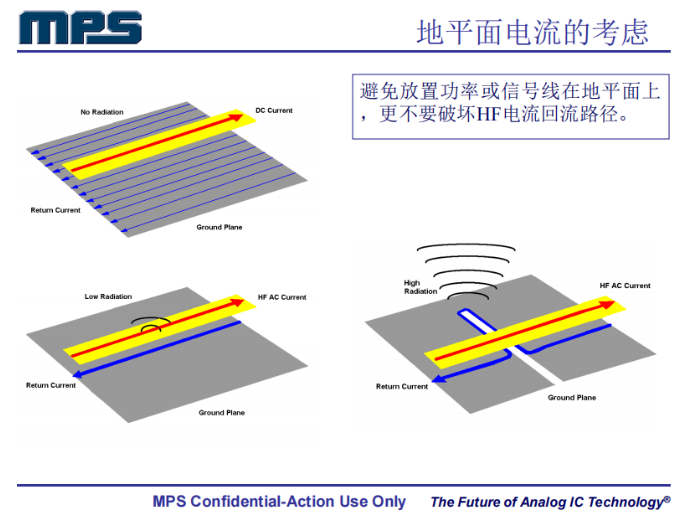 MPS
地平面电流的考虑
避免放置功率或信号线在地平面上
，更不要破坏HF电流回流路径。
No Radiation
DC Current
Return Current
Ground Plane
Low Radiation
HF AC Current
Return Current
Ground Plane
High
Radiation
HF AC Current
Return Current
Ground Plane
MPS Confidential-Action Use Only
The Future of Analog IC Technology®